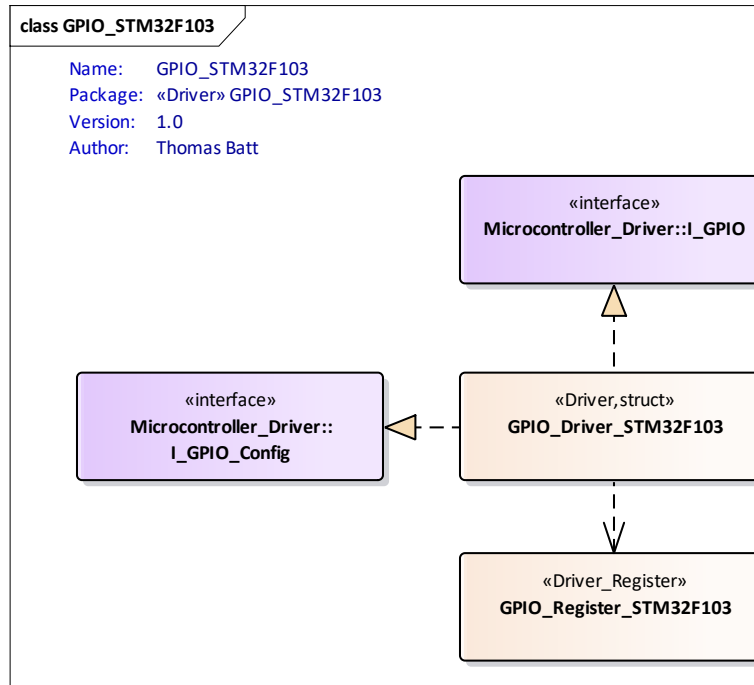 class GPIO_STM32F103
Name: GPIO_STM32F103
Package: «Driver» GPIO_STM32F103
Version: 1.0
Author: Thomas Batt
«interface»
Microcontroller_Driver::I_GPIO
«interface»
Microcontroller_Driver::
I_GPIO_Config
«Driver,struct»
GPIO_Driver_STM32F103
«Driver_Register»
GPIO_Register_STM32F103